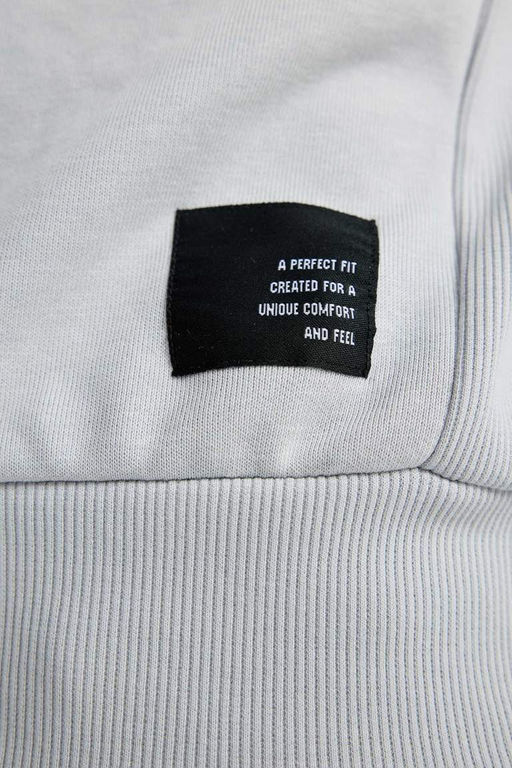 A PERFECT FIT
CREATED FOR A
UNIQUE COMFORT
AND FEEL